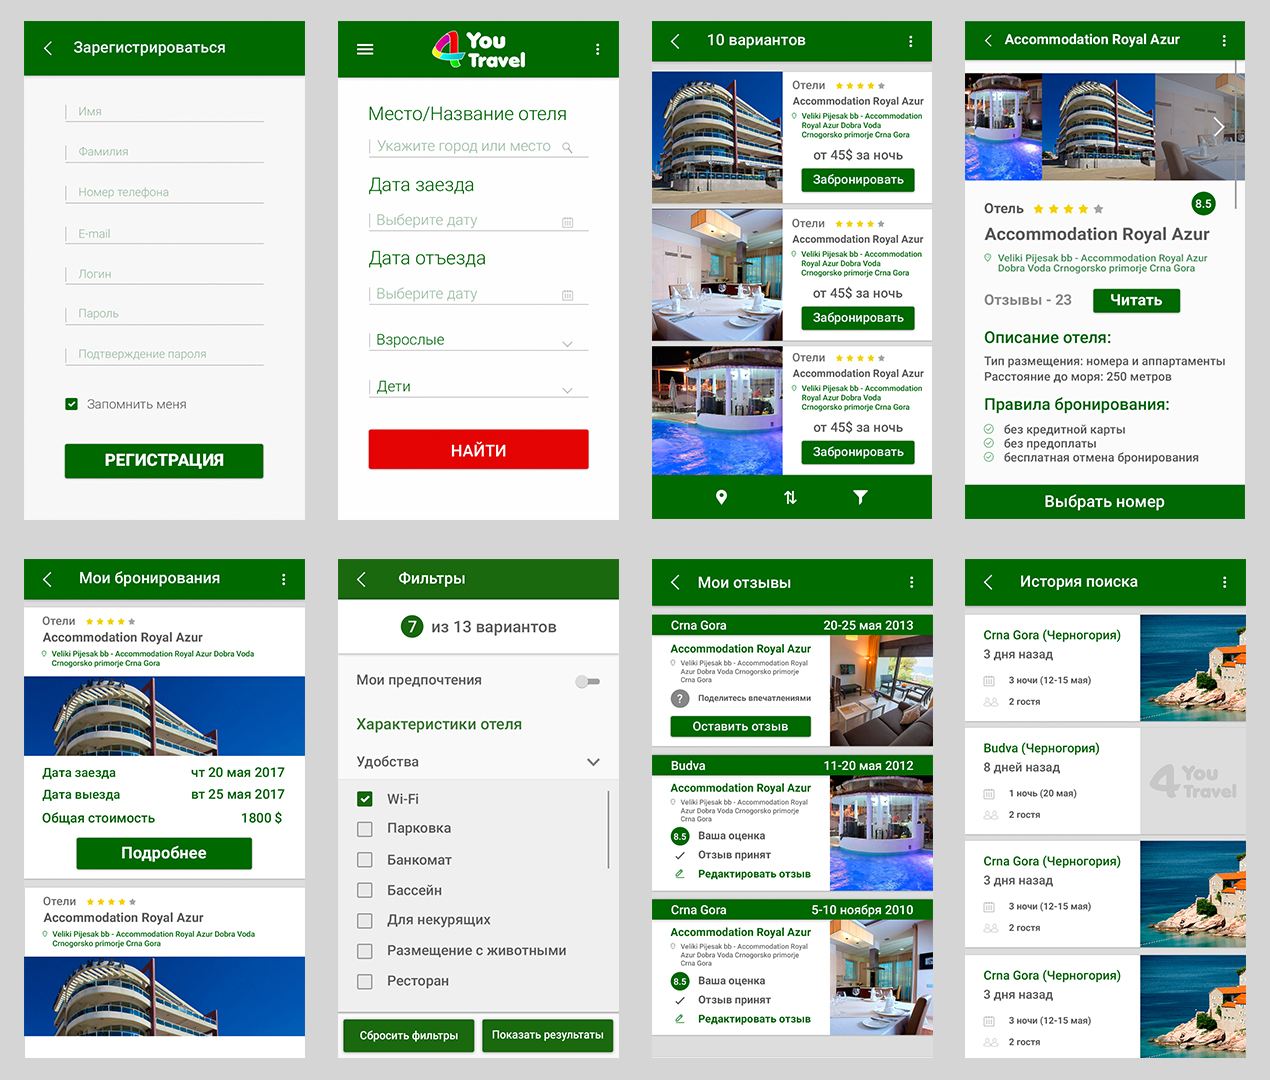 Зарегистрироваться
Имя
Фамилия
Номер телефона
E-mail
Логин
Пароль
Подтверждение пароля
Запомнить меня
РЕГИСТРАЦИЯ
4 You
Travel
Место/Название отеля
Укажите город или место
Дата заезда
Выберите дату
Дата отъезда
Выберите дату
Взрослые
Дети
НАЙТИ
10 вариантов
Отели
Accommodation Royal Azur
Veliki Pijesak bb - Accommodation
Royal Azur Dobra Voda
Crnogorsko primorje Crna Gora
от 45$ за ночь
Забронировать
Отели
Accommodation Royal Azur
Veliki Pijesak bb - Accommodation
Royal Azur Dobra Voda
Crnogorsko primorje Crna Gora
от 45$ за ночь
Забронировать
Отели
Accommodation Royal Azur
Veliki Pijesak bb - Accommodation
Royal Azur Dobra Voda
Crnogorsko primorje Crna Gora
от 45$ за ночь
Забронировать
Accommodation Royal Azur
Отель
8.5
Accommodation Royal Azur
Veliki Pijesak bb - Accommodation Royal Azur
Dobra Voda Crnogorsko primorje Crna Gora
Отзывы - 23
Читать
Описание отеля:
Тип размещения: номера и аппартаменты
Расстояние до моря: 250 метров
Правила бронирования:
без кредитной карты
без предоплаты
бесплатная отмена бронирования
Выбрать номер
Мои бронирования
Отели
Accommodation Royal Azur
Veliki Pijesak bb - Accommodation Royal Azur Dobra Voda
Crnogorsko primorje Crna Gora
Дата заезда чт 20 мая 2017
Дата выезда вт 25 мая 2017
Общая стоимость 1800 $
Подробнее
Отели
Accommodation Royal Azur
Veliki Pijesak bb - Accommodation Royal Azur Dobra Voda
Crnogorsko primorje Crna Gora
Фильтры
7 из 13 вариантов
Мои предпочтения
Характеристики отеля
Удобства
Wi-Fi
Парковка
Банкомат
Бассейн
Для некурящих
Размещение с животными
Ресторан
Сбросить фильтры
Показать результаты
Мои отзывы
Crna Gora 20-25 мая 2013
Accommodation Royal Azur
Veliki Pijesak bb - Accommodation Royal
Azur Dobra Voda Crnogorsko primorje
Crna Gora
? Поделитесь впечатлениями
Оставить отзыв
Budva 11-20 мая 2012
Accommodation Royal Azur
Veliki Pijesak bb - Accommodation Royal
Azur Dobra Voda Crnogorsko primorje
Crna Gora
8.5 Ваша оценка
Отзыв принят
Редактировать отзыв
Crna Gora 5-10 ноября 2010
Accommodation Royal Azur
Veliki Pijesak bb - Accommodation Royal
Azur Dobra Voda Crnogorsko primorje
Crna Gora
8.5 Ваша оценка
Отзыв принят
Редактировать отзыв
История поиска
Crna Gora (Черногория)
3 дня назад
3 ночи (12-15 мая)
2 гостя
Budva (Черногория)
8 дней назад
1 ночь (20 мая)
2 гостя
4 You
Travel
Crna Gora (Черногория)
3 дня назад
3 ночи (12-15 мая)
2 гостя
Crna Gora (Черногория)
3 дня назад
3 ночи (12-15 мая)
2 гостя